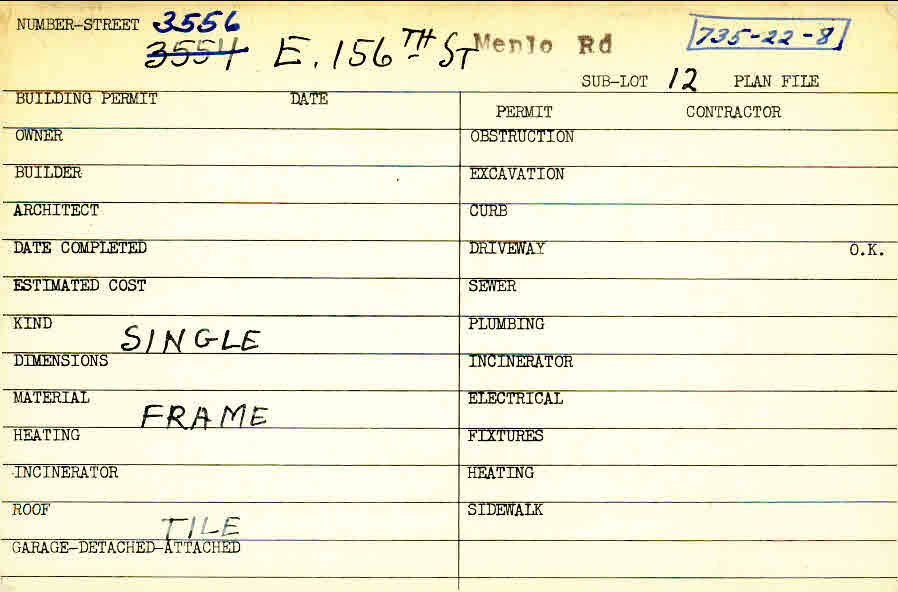 NUMBER-STREET 3556
3554 E. 156TH ST Menlo Rd 735-22-8
SUB-LOT 12 PLAN FILE
BUILDING PERMIT DATE
PERMIT CONTRACTOR
OWNER OBSTRUCTION
BUILDER EXCAVATION
ARCHITECT CURB
DATE COMPLETED DRIVEWAY O.K.
ESTIMATED COST SEWER
KIND SINGLE PLUMBING
DIMENSIONS INCINERATOR
MATERIAL FRAME ELECTRICAL
HEATING FIXTURES
INCINERATOR HEATING
ROOF TILE SIDEWALK
GARAGE-DETACHED-ATTACHED